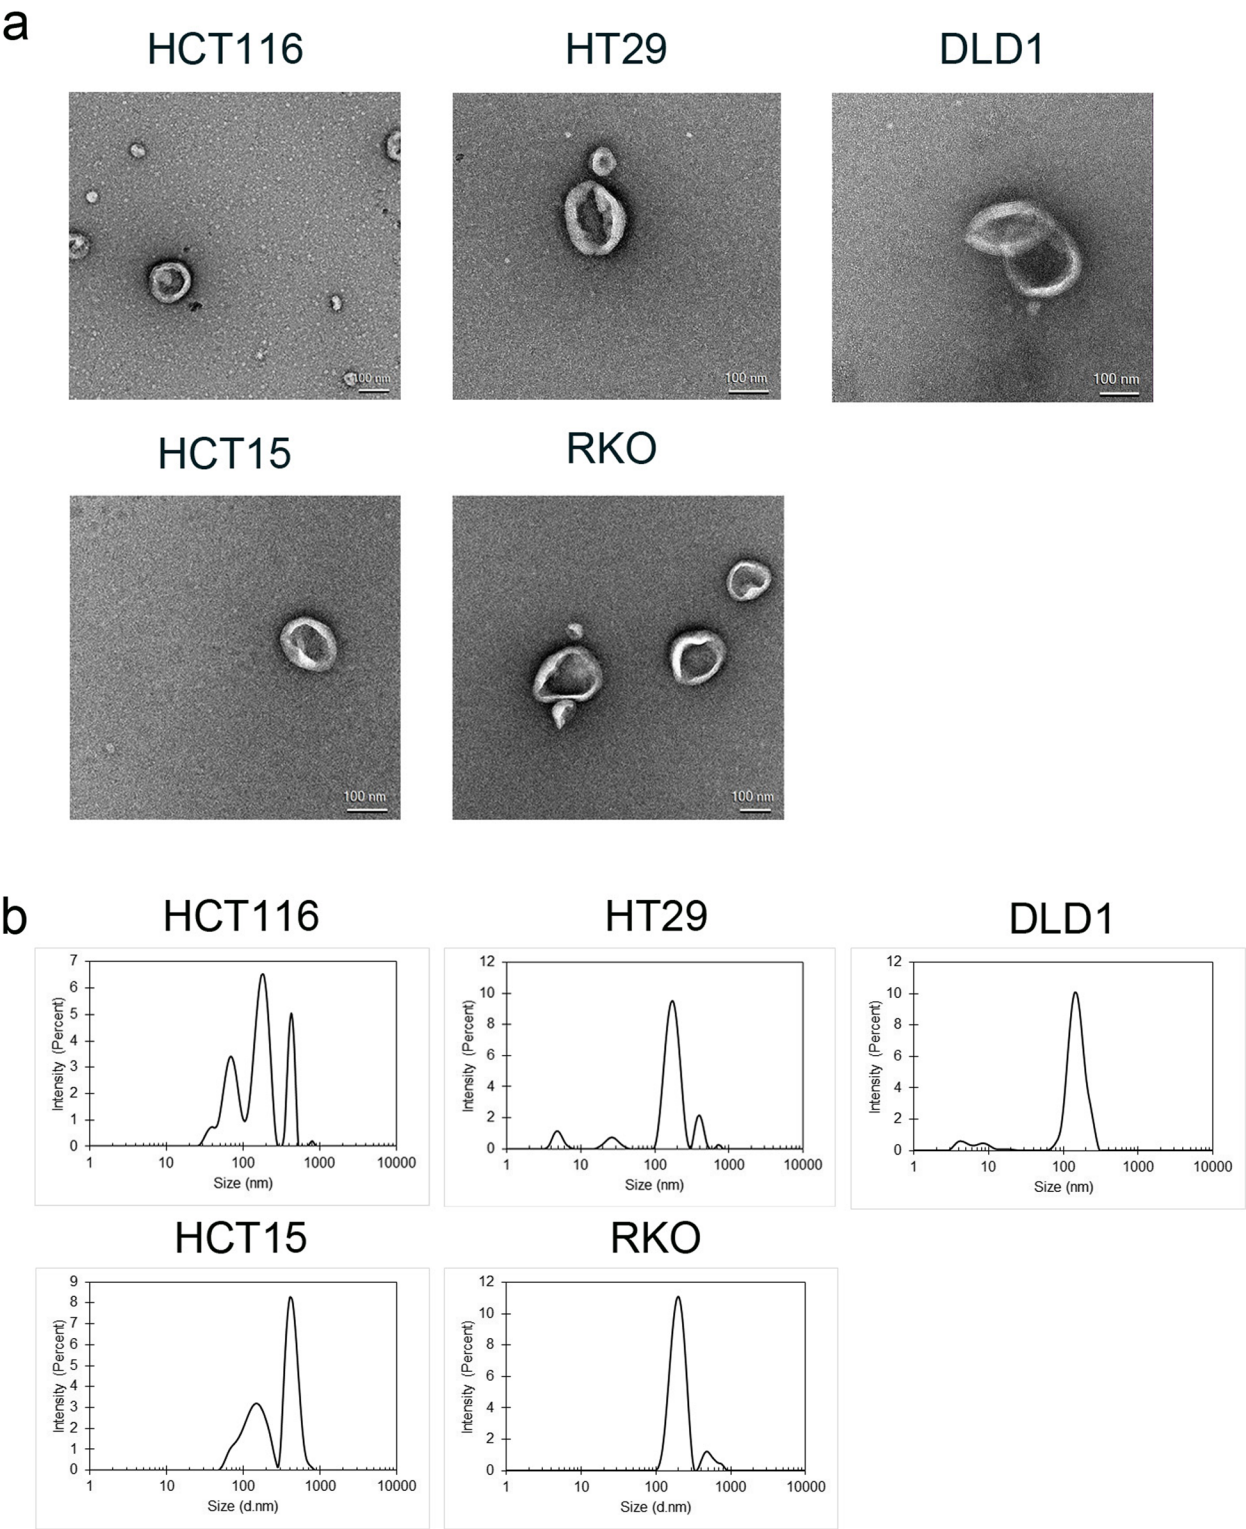 a
HCT116 HT29 DLD1
100 nm 100 nm 100 nm
HCT15 RKO
100 nm 100 nm
b
HCT116 HT29 DLD1
Intensity (Percent)
7
6
5
4
3
2
1
0
1 10 100 1000 10000
Size (nm)
Intensity (Percent)
12
10
8
6
4
2
0
1 10 100 1000 10000
Size (nm)
Intensity (Percent)
12
10
8
6
4
2
0
1 10 100 1000 10000
Size (nm)
HCT15 RKO
Intensity (Percent)
9
8
7
6
5
4
3
2
1
0
1 10 100 1000 10000
Size (d.nm)
Intensity (Percent)
12
10
8
6
4
2
0
1 10 100 1000 10000
Size (d.nm)